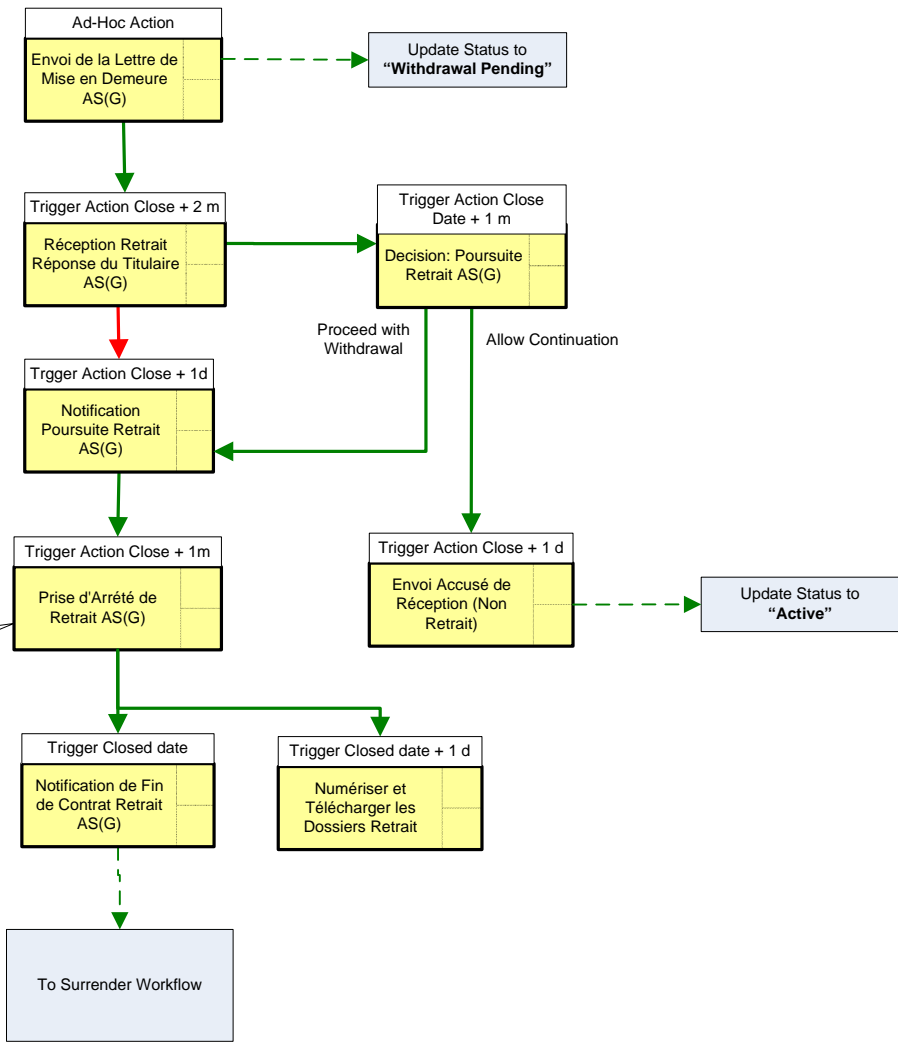 Ad-Hoc Action
Envoi de la Lettre de
Mise en Demeure
AS(G)
Update Status to
“Withdrawal Pending”
Trigger Action Close + 2 m
Réception Retrait
Réponse du Titulaire
AS(G)
Trigger Action Close
Date + 1 m
Decision: Poursuite
Retrait AS(G)
Proceed with
Withdrawal
Allow Continuation
Trgger Action Close + 1d
Notification
Poursuite Retrait
AS(G)
Trigger Action Close + 1m
Prise d'Arrété de
Retrait AS(G)
Trigger Action Close + 1 d
Envoi Accusé de
Réception (Non
Retrait)
Update Status to
“Active”
Trigger Closed date
Notification de Fin
de Contrat Retrait
AS(G)
Trigger Closed date + 1 d
Numériser et
Télécharger les
Dossiers Retrait
To Surrender Workflow